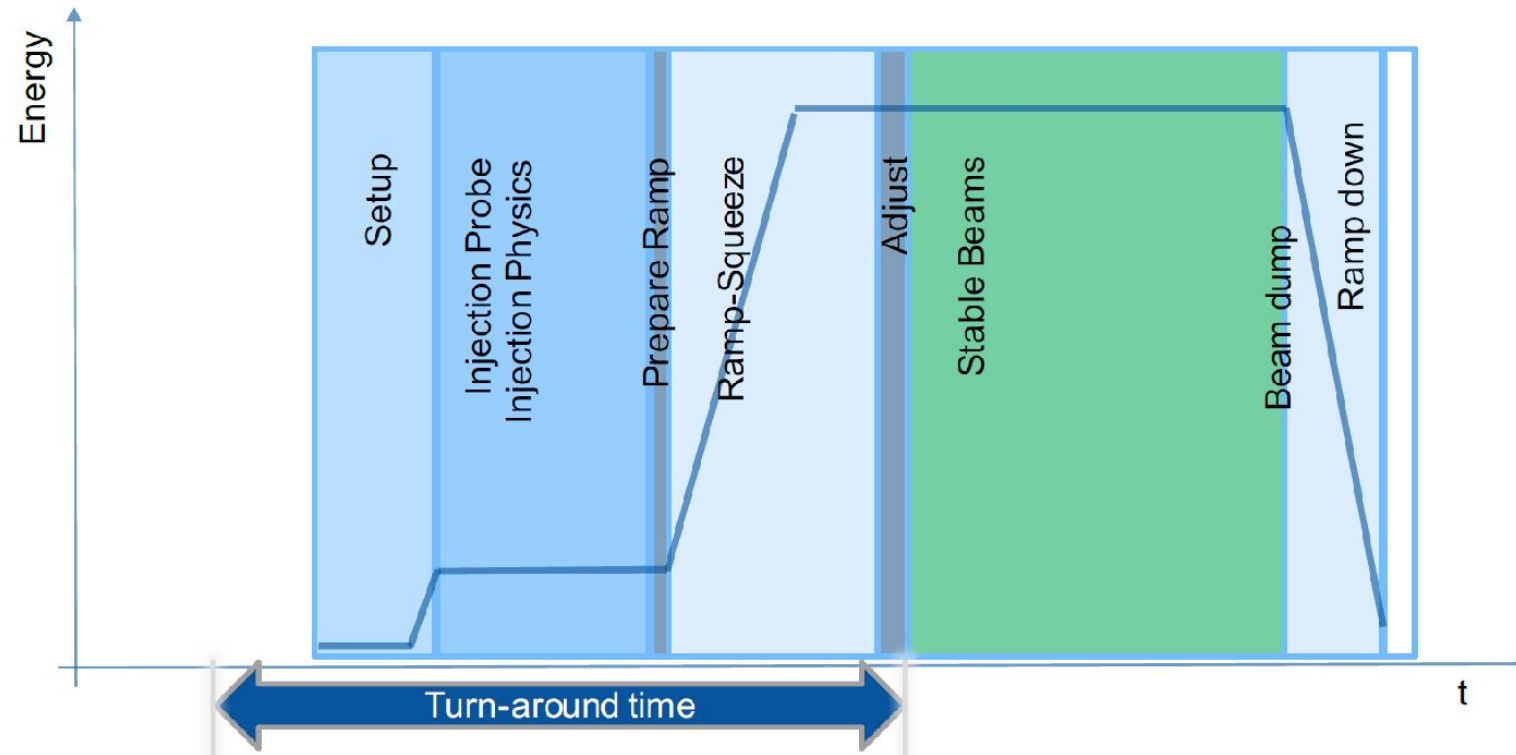 Energy
Setup
Injection Probe
Injection Physics
Prepare Ramp
Ramp-Squeeze
Adjust
Stable Beams
Beam dump
Ramp down
Turn-around time
t